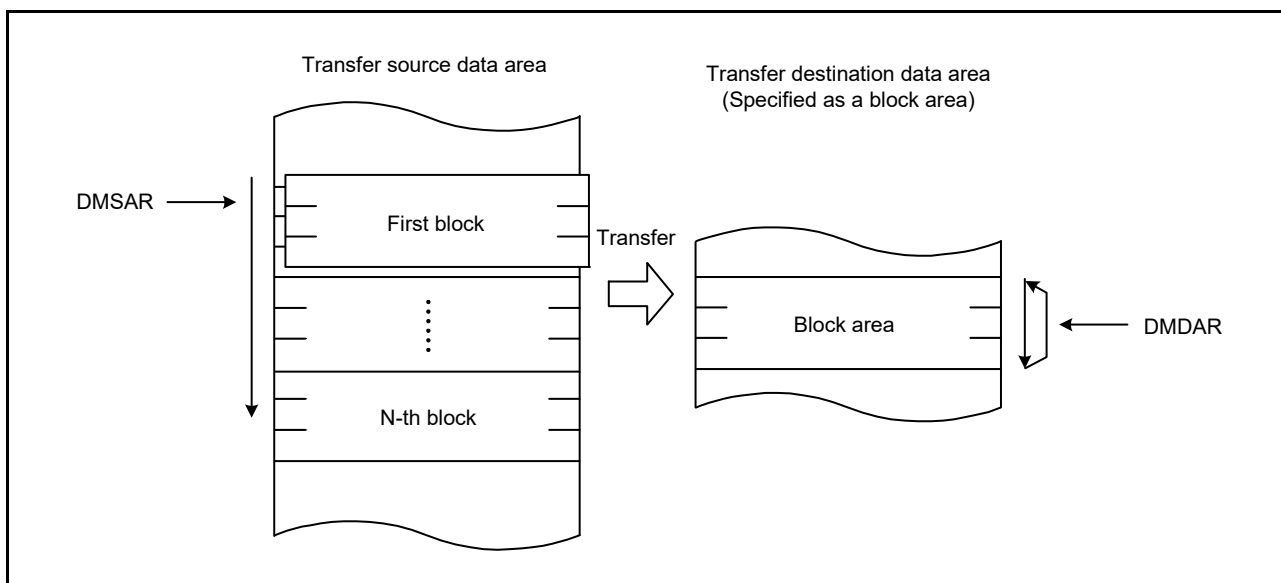 Transfer source data area
Transfer destination data area
(Specified as a block area)
DMSAR
First block
Transfer
Block area
DMDAR
N-th block